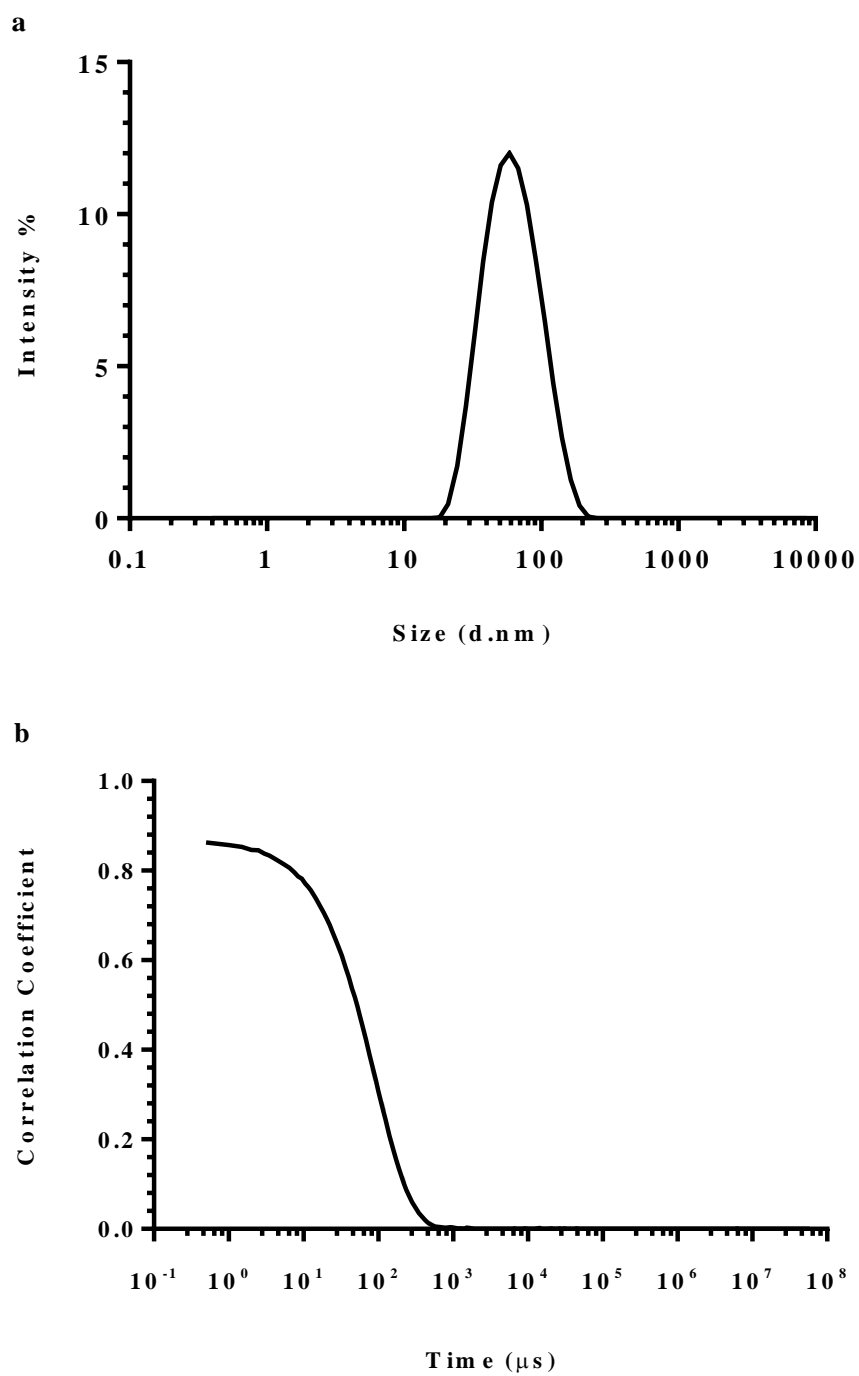 a
15
10
5
0
Intensity %
0.1 1 10 100 1000 10000
Size (d.nm)
b
1.0
0.8
0.6
0.4
0.2
0.0
Correlation Coefficient
10⁻¹ 10⁰ 10¹ 10² 10³ 10⁴ 10⁵ 10⁶ 10⁷ 10⁸
Time (μs)